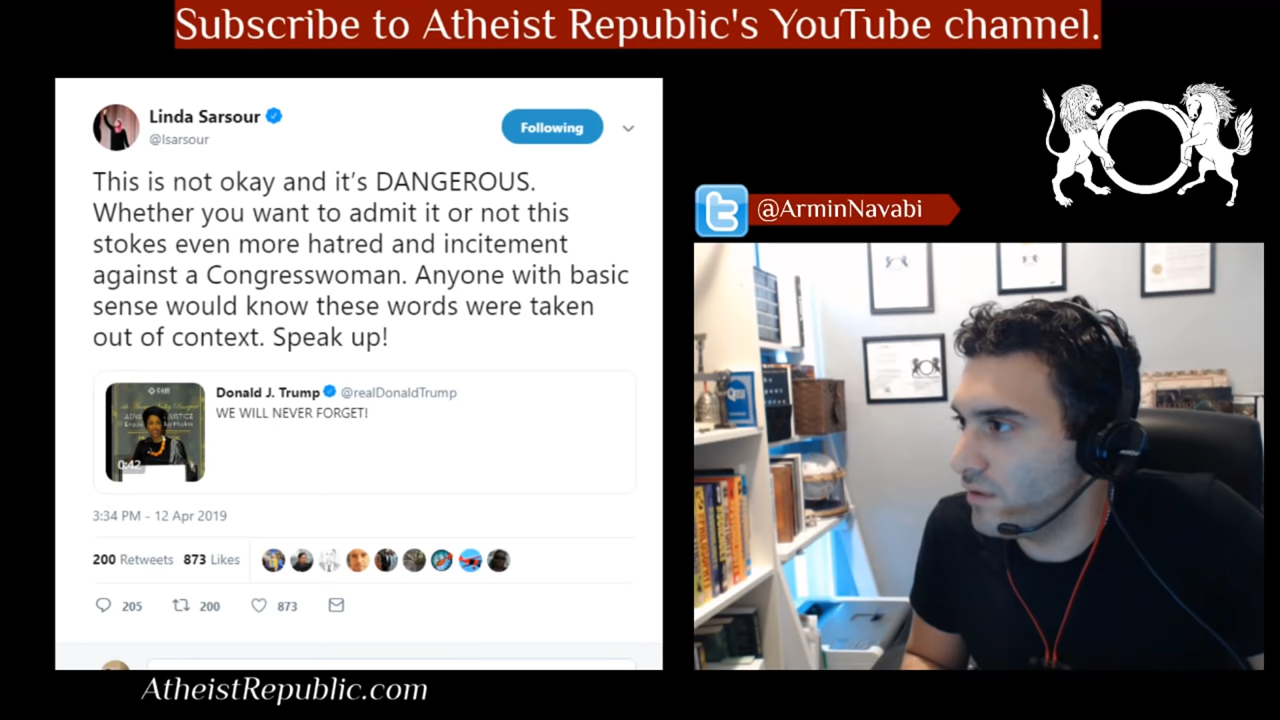 Subscribe to Atheist Republic's YouTube channel.
Linda Sarsour
@lsarsour
Following
This is not okay and it's DANGEROUS.
Whether you want to admit it or not this
stokes even more hatred and incitement
against a Congresswoman. Anyone with basic
sense would know these words were taken
out of context. Speak up!
Donald J. Trump @realDonaldTrump
WE WILL NEVER FORGET!
0:42
3:34 PM - 12 Apr 2019
200 Retweets 873 Likes
205 200 873
@ArminNavabi
AtheistRepublic.com